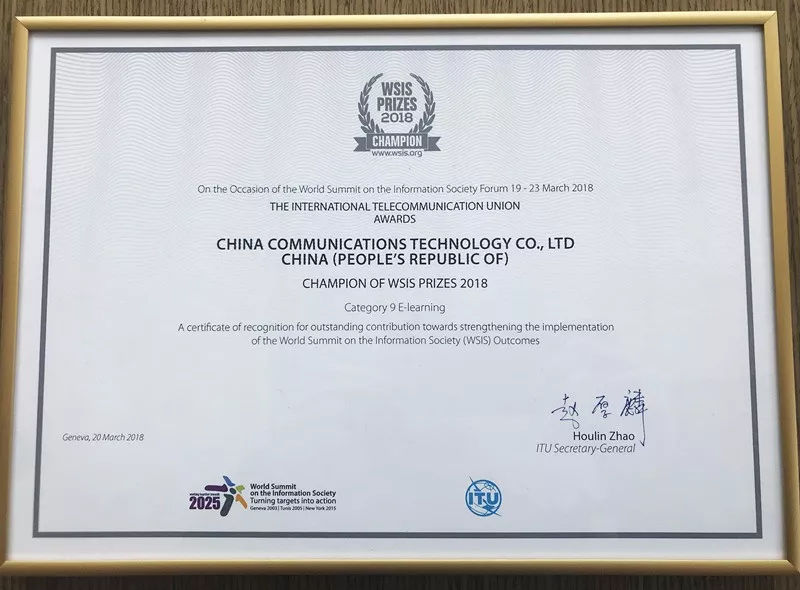 WSIS
PRIZES
2018
CHAMPION
www.wsis.org
On the Occasion of the World Summit on the Information Society Forum 19 - 23 March 2018
THE INTERNATIONAL TELECOMMUNICATION UNION
AWARDS
CHINA COMMUNICATIONS TECHNOLOGY CO., LTD
CHINA (PEOPLE'S REPUBLIC OF)
CHAMPION OF WSIS PRIZES 2018
Category 9 E-learning
A certificate of recognition for outstanding contribution towards strengthening the implementation
of the World Summit on the Information Society (WSIS) Outcomes
赵厚麟
Houlin Zhao
ITU Secretary-General
Geneva, 20 March 2018
2025
World Summit
on the Information Society
Turning targets into action
Geneva 2003 | Tunis 2005 | New York 2015
ITU